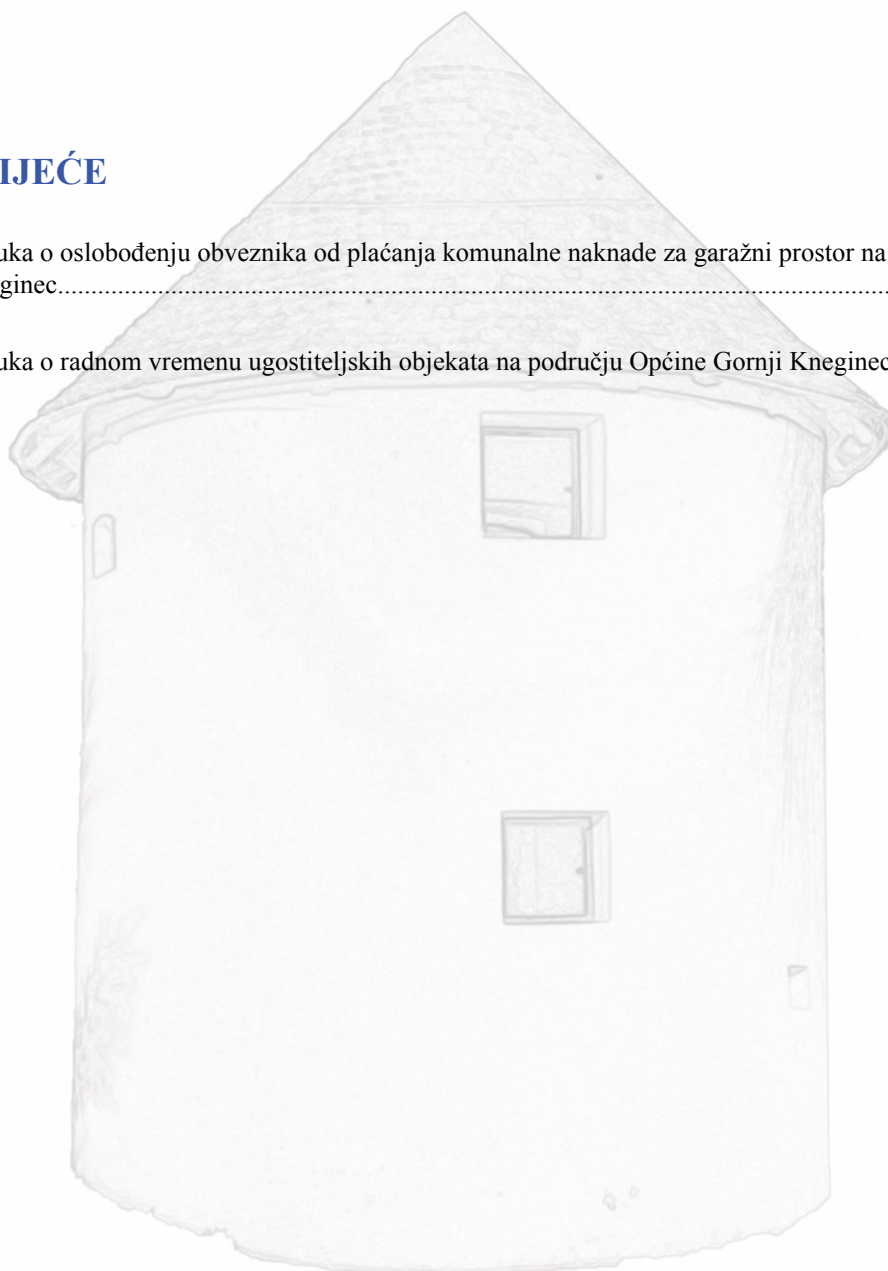 IJEĆE
uka o oslobođenju obveznika od plaćanja komunalne naknade za garažni prostor na
ginec.....................................................................................................................................
uka o radnom vremenu ugostiteljskih objekata na području Općine Gornji Kneginec